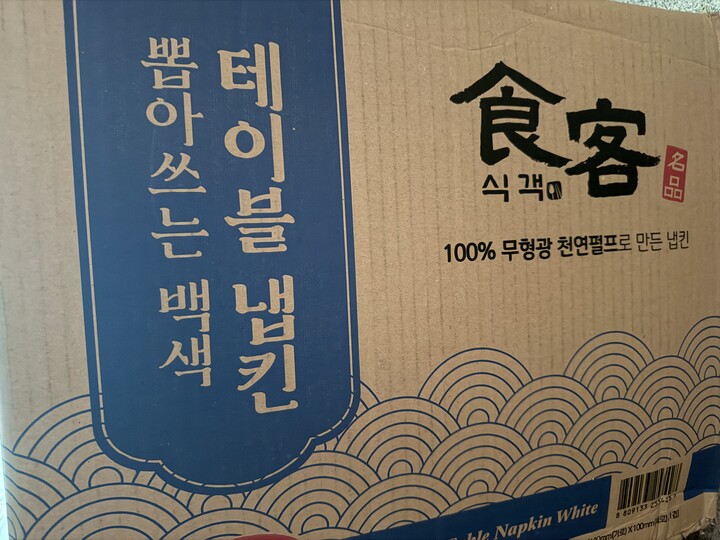 뽑아쓰는 백색
테이블 냅킨
食客
식객
名品
100% 무형광 천연펄프로 만든 냅킨
Table Napkin White